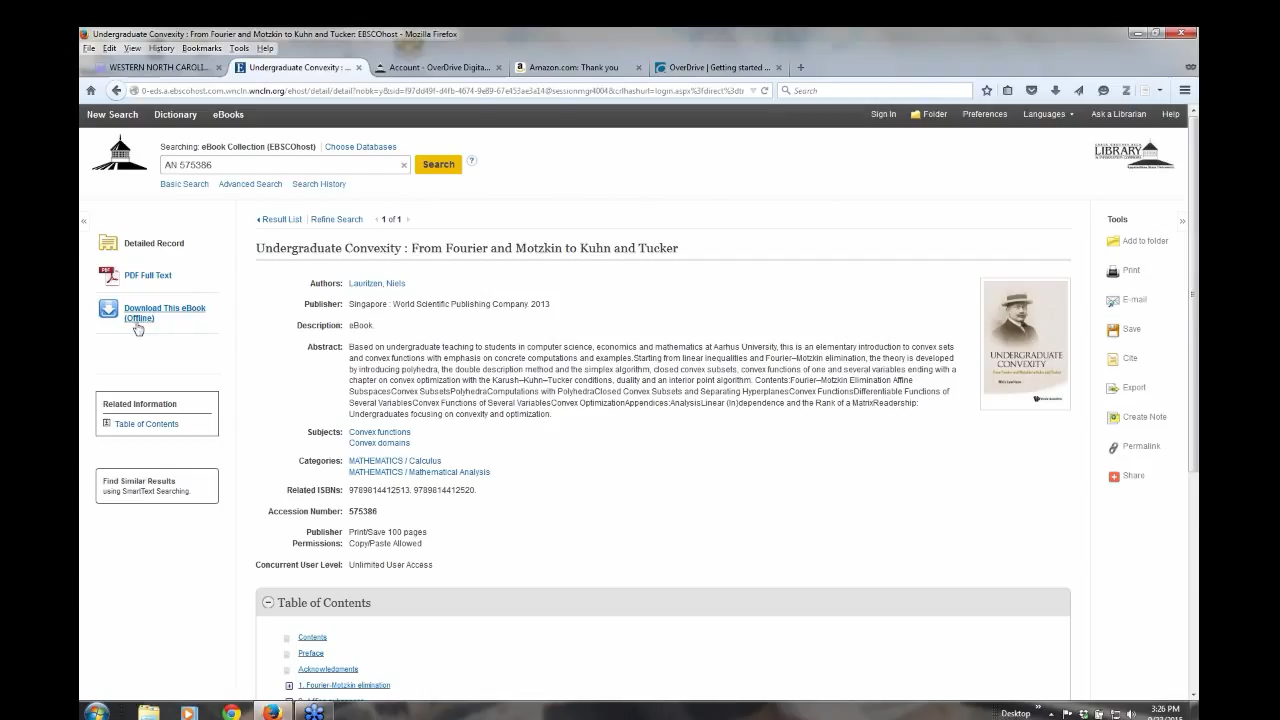 Undergraduate Convexity : From Fourier and Motzkin to Kuhn and Tucker: EBSCOhost - Mozilla Firefox
File Edit View History Bookmarks Tools Help
WESTERN NORTH CAROLI...
Undergraduate Convexity : ...
Account - OverDrive Digital...
Amazon.com: Thank you
OverDrive | Getting started ...
Search
New Search Dictionary eBooks
Sign In Folder Preferences Languages Ask a Librarian Help
Searching: eBook Collection (EBSCOhost) Choose Databases
AN 575386
Search
Basic Search Advanced Search Search History
LIBRARY
Detailed Record
PDF Full Text
Download This eBook
(Offline)
Related Information
Table of Contents
Find Similar Results
using SmartText Searching.
Result List Refine Search 1 of 1
Undergraduate Convexity : From Fourier and Motzkin to Kuhn and Tucker
Authors: Lauritzen, Niels
Publisher: Singapore : World Scientific Publishing Company. 2013
Description: eBook.
Abstract: Based on undergraduate teaching to students in computer science, economics and mathematics at Aarhus University, this is an elementary introduction to convex sets
and convex functions with emphasis on concrete computations and examples.Starting from linear inequalities and Fourier–Motzkin elimination, the theory is developed
by introducing polyhedra, the double description method and the simplex algorithm, closed convex subsets, convex functions of one and several variables ending with a
chapter on convex optimization with the Karush–Kuhn–Tucker conditions, duality and an interior point algorithm. Contents:Fourier–Motzkin Elimination Affine
SubspacesConvex SubsetsPolyhedraComputations with PolyhedraClosed Convex Subsets and Separating HyperplanesConvex FunctionsDifferentiable Functions of
Several VariablesConvex Functions of Several VariablesConvex OptimizationAppendices:AnalysisLinear (In)dependence and the Rank of a MatrixReadership:
Undergraduates focusing on convexity and optimization.
Subjects: Convex functions
Convex domains
Categories: MATHEMATICS / Calculus
MATHEMATICS / Mathematical Analysis
Related ISBNs: 9789814412513. 9789814412520.
Accession Number: 575386
Publisher Print/Save 100 pages
Permissions: Copy/Paste Allowed
Concurrent User Level: Unlimited User Access
Table of Contents
Contents
Preface
Acknowledgments
1. Fourier-Motzkin elimination
UNDERGRADUATE
CONVEXITY
From Fourier and Motzkin to Kuhn and Tucker
Niels Lauritzen
Tools
Add to folder
Print
E-mail
Save
Cite
Export
Create Note
Permalink
Share
Desktop
3:26 PM